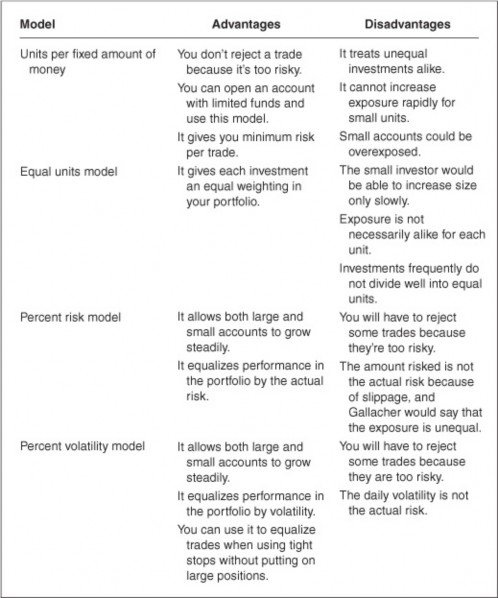 Model Advantages Disadvantages
Units per fixed amount of
money
You don't reject a trade
because it's too risky.
You can open an account
with limited funds and
use this model.
It gives you minimum risk
per trade.
It treats unequal
investments alike.
It cannot increase
exposure rapidly for
small units.
Small accounts could be
overexposed.
Equal units model
It gives each investment
an equal weighting in
your portfolio.
The small investor would
be able to increase size
only slowly.
Exposure is not
necessarily alike for each
unit.
Investments frequently do
not divide well into equal
units.
Percent risk model
It allows both large and
small accounts to grow
steadily.
It equalizes performance in
the portfolio by the actual
risk.
You will have to reject
some trades because
they're too risky.
The amount risked is not
the actual risk because
of slippage, and
Gallacher would say that
the exposure is unequal.
Percent volatility model
It allows both large and
small accounts to grow
steadily.
It equalizes performance in
the portfolio by volatility.
You can use it to equalize
trades when using tight
stops without putting on
large positions.
You will have to reject
some trades because
they are too risky.
The daily volatility is not
the actual risk.